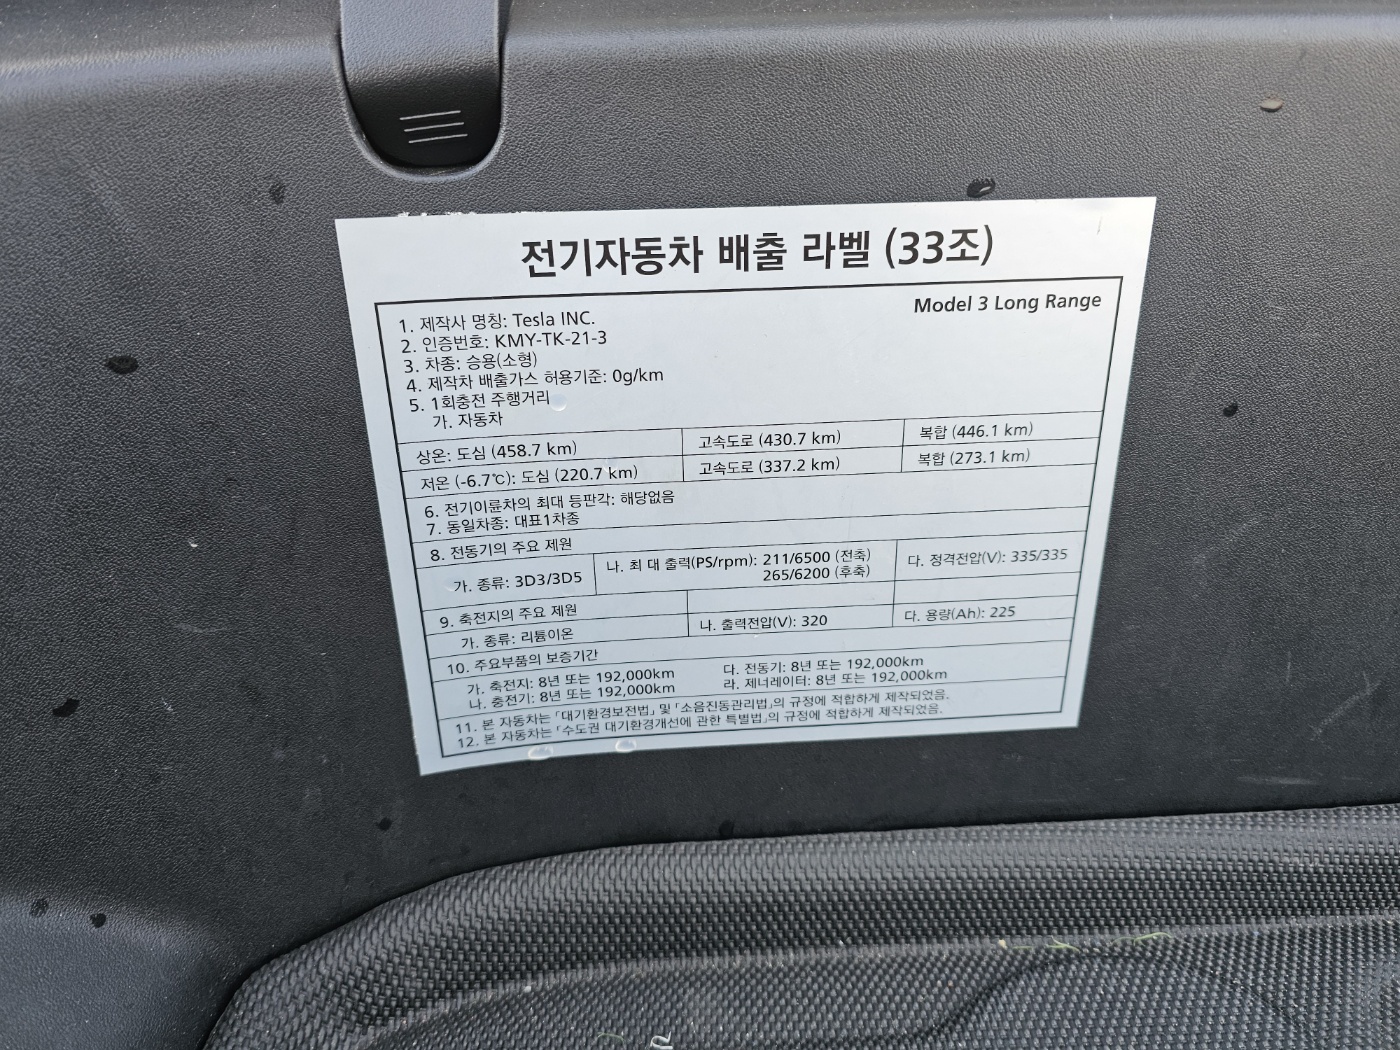 전기자동차 배출 라벨 (33조)
Model 3 Long Range
1. 제작사 명칭: Tesla INC.
2. 인증번호: KMY-TK-21-3
3. 차종: 승용(소형)
4. 제작차 배출가스 허용기준: 0g/km
5. 1회충전 주행거리
가. 자동차
상온: 도심 (458.7 km) 고속도로 (430.7 km) 복합 (446.1 km)
저온 (-6.7℃): 도심 (220.7 km) 고속도로 (337.2 km) 복합 (273.1 km)
6. 전기이륜차의 최대 등판각: 해당없음
7. 동일차종: 대표1차종
8. 전동기의 주요 제원
가. 종류: 3D3/3D5 나. 최 대 출력(PS/rpm): 211/6500 (전축) 다. 정격전압(V): 335/335
265/6200 (후축)
9. 축전지의 주요 제원
가. 종류: 리튬이온 나. 출력전압(V): 320 다. 용량(Ah): 225
10. 주요부품의 보증기간
가. 축전지: 8년 또는 192,000km 다. 전동기: 8년 또는 192,000km
나. 충전기: 8년 또는 192,000km 라. 제너레이터: 8년 또는 192,000km
11. 본 자동차는 「대기환경보전법」 및 「소음진동관리법」의 규정에 적합하게 제작되었음.
12. 본 자동차는 「수도권 대기환경개선에 관한 특별법」의 규정에 적합하게 제작되었음.